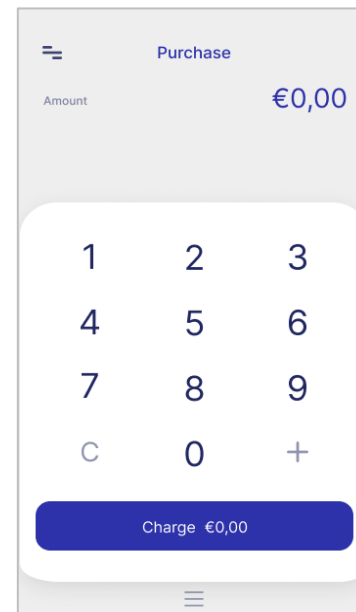 Purchase
Amount €0,00
1 2 3
4 5 6
7 8 9
C 0 +
Charge €0,00